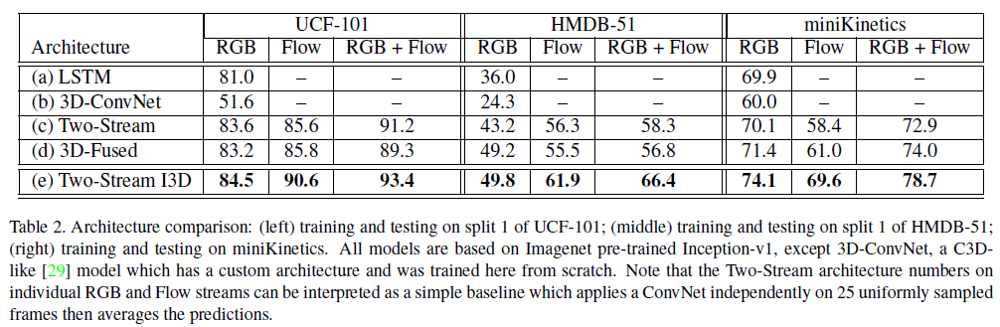 UCF-101 HMDB-51 miniKinetics
Architecture RGB Flow RGB + Flow RGB Flow RGB + Flow RGB Flow RGB + Flow
(a) LSTM 81.0 – – 36.0 – – 69.9 – –
(b) 3D-ConvNet 51.6 – – 24.3 – – 60.0 – –
(c) Two-Stream 83.6 85.6 91.2 43.2 56.3 58.3 70.1 58.4 72.9
(d) 3D-Fused 83.2 85.8 89.3 49.2 55.5 56.8 71.4 61.0 74.0
(e) Two-Stream I3D 84.5 90.6 93.4 49.8 61.9 66.4 74.1 69.6 78.7
Table 2. Architecture comparison: (left) training and testing on split 1 of UCF-101; (middle) training and testing on split 1 of HMDB-51;
(right) training and testing on miniKinetics. All models are based on Imagenet pre-trained Inception-v1, except 3D-ConvNet, a C3D-
like [29] model which has a custom architecture and was trained here from scratch. Note that the Two-Stream architecture numbers on
individual RGB and Flow streams can be interpreted as a simple baseline which applies a ConvNet independently on 25 uniformly sampled
frames then averages the predictions.